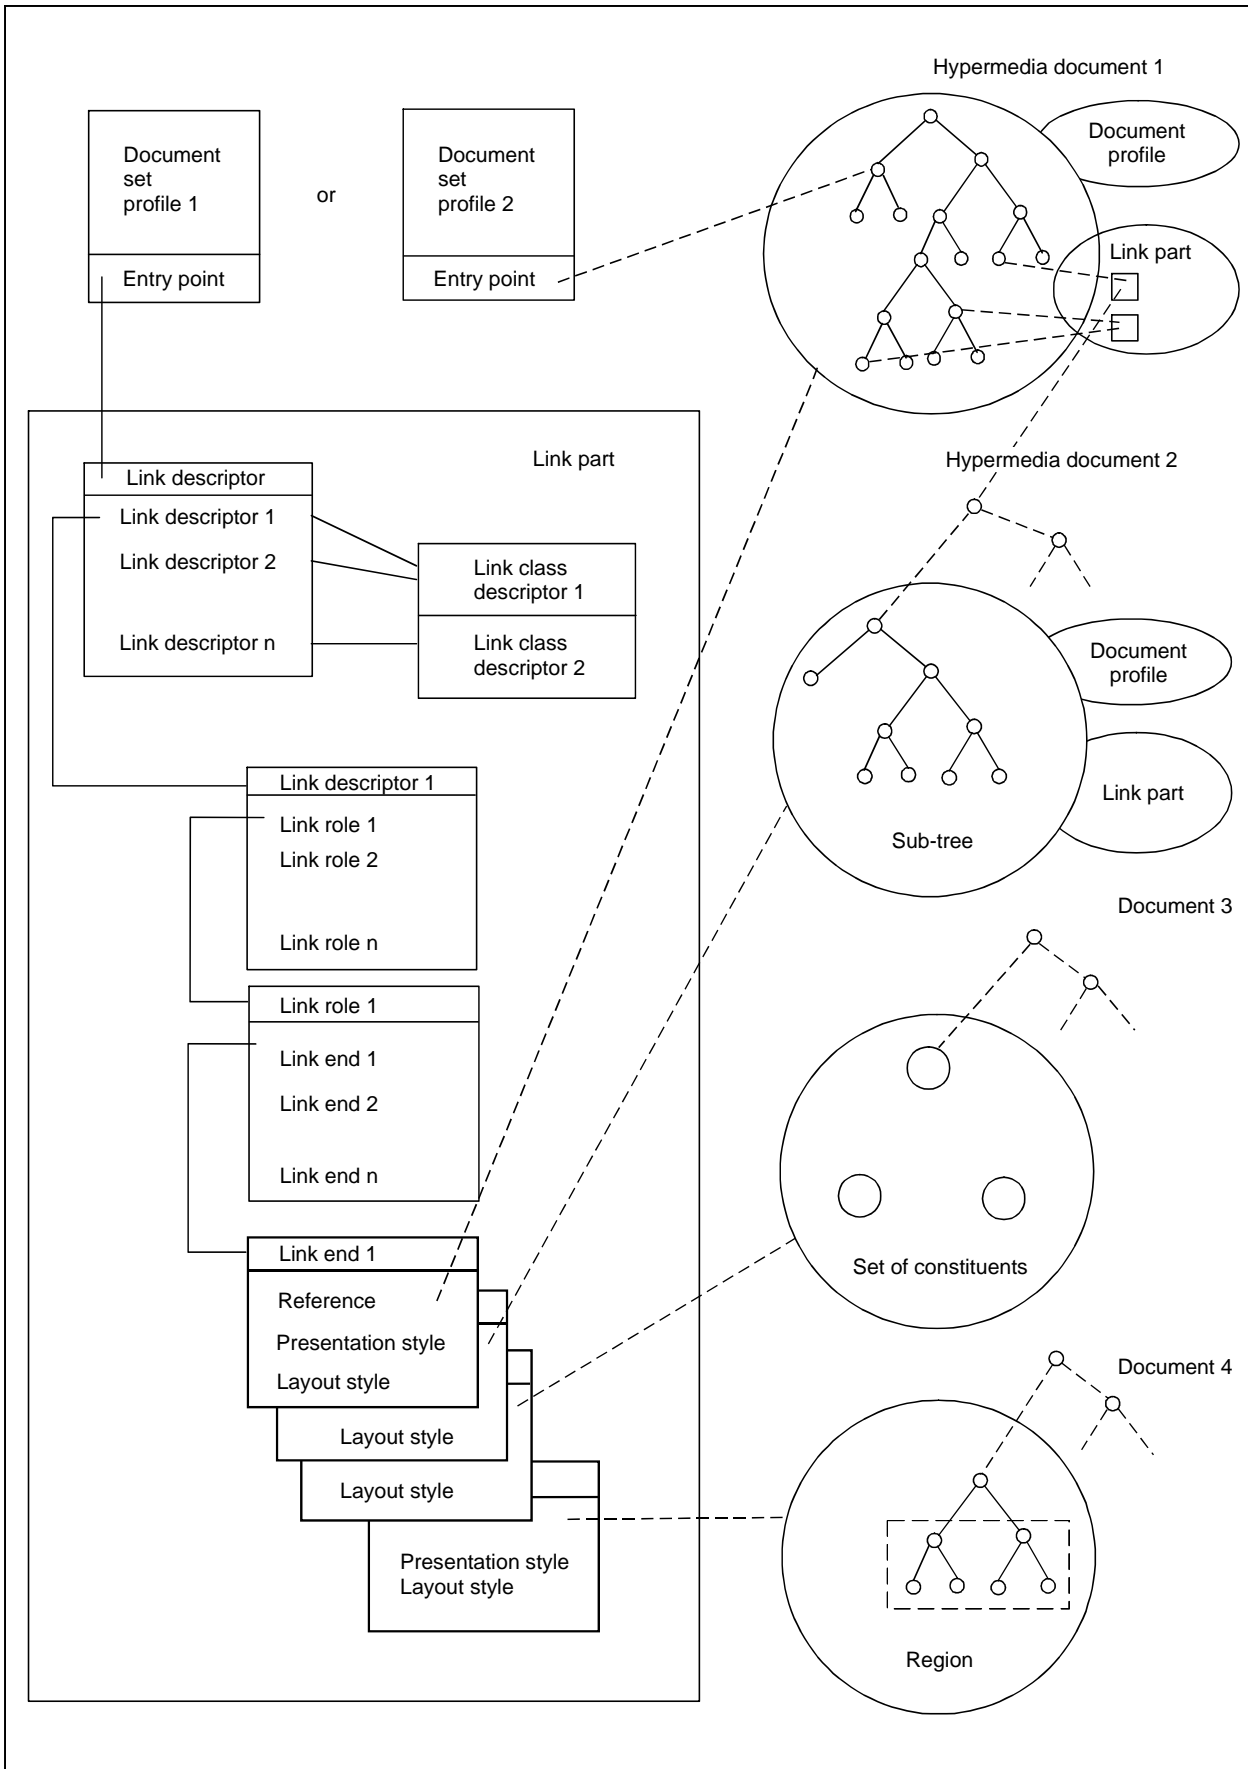 Hypermedia document 1
Document
set
profile 1
Entry point
or
Document
set
profile 2
Entry point
Document
profile
Link part
Link part
Link descriptor
Link descriptor 1
Link descriptor 2
Link descriptor n
Link class
descriptor 1
Link class
descriptor 2
Link descriptor 1
Link role 1
Link role 2
Link role n
Link role 1
Link end 1
Link end 2
Link end n
Link end 1
Reference
Presentation style
Layout style
Layout style
Layout style
Presentation style
Layout style
Hypermedia document 2
Document
profile
Link part
Sub-tree
Document 3
Set of constituents
Document 4
Region